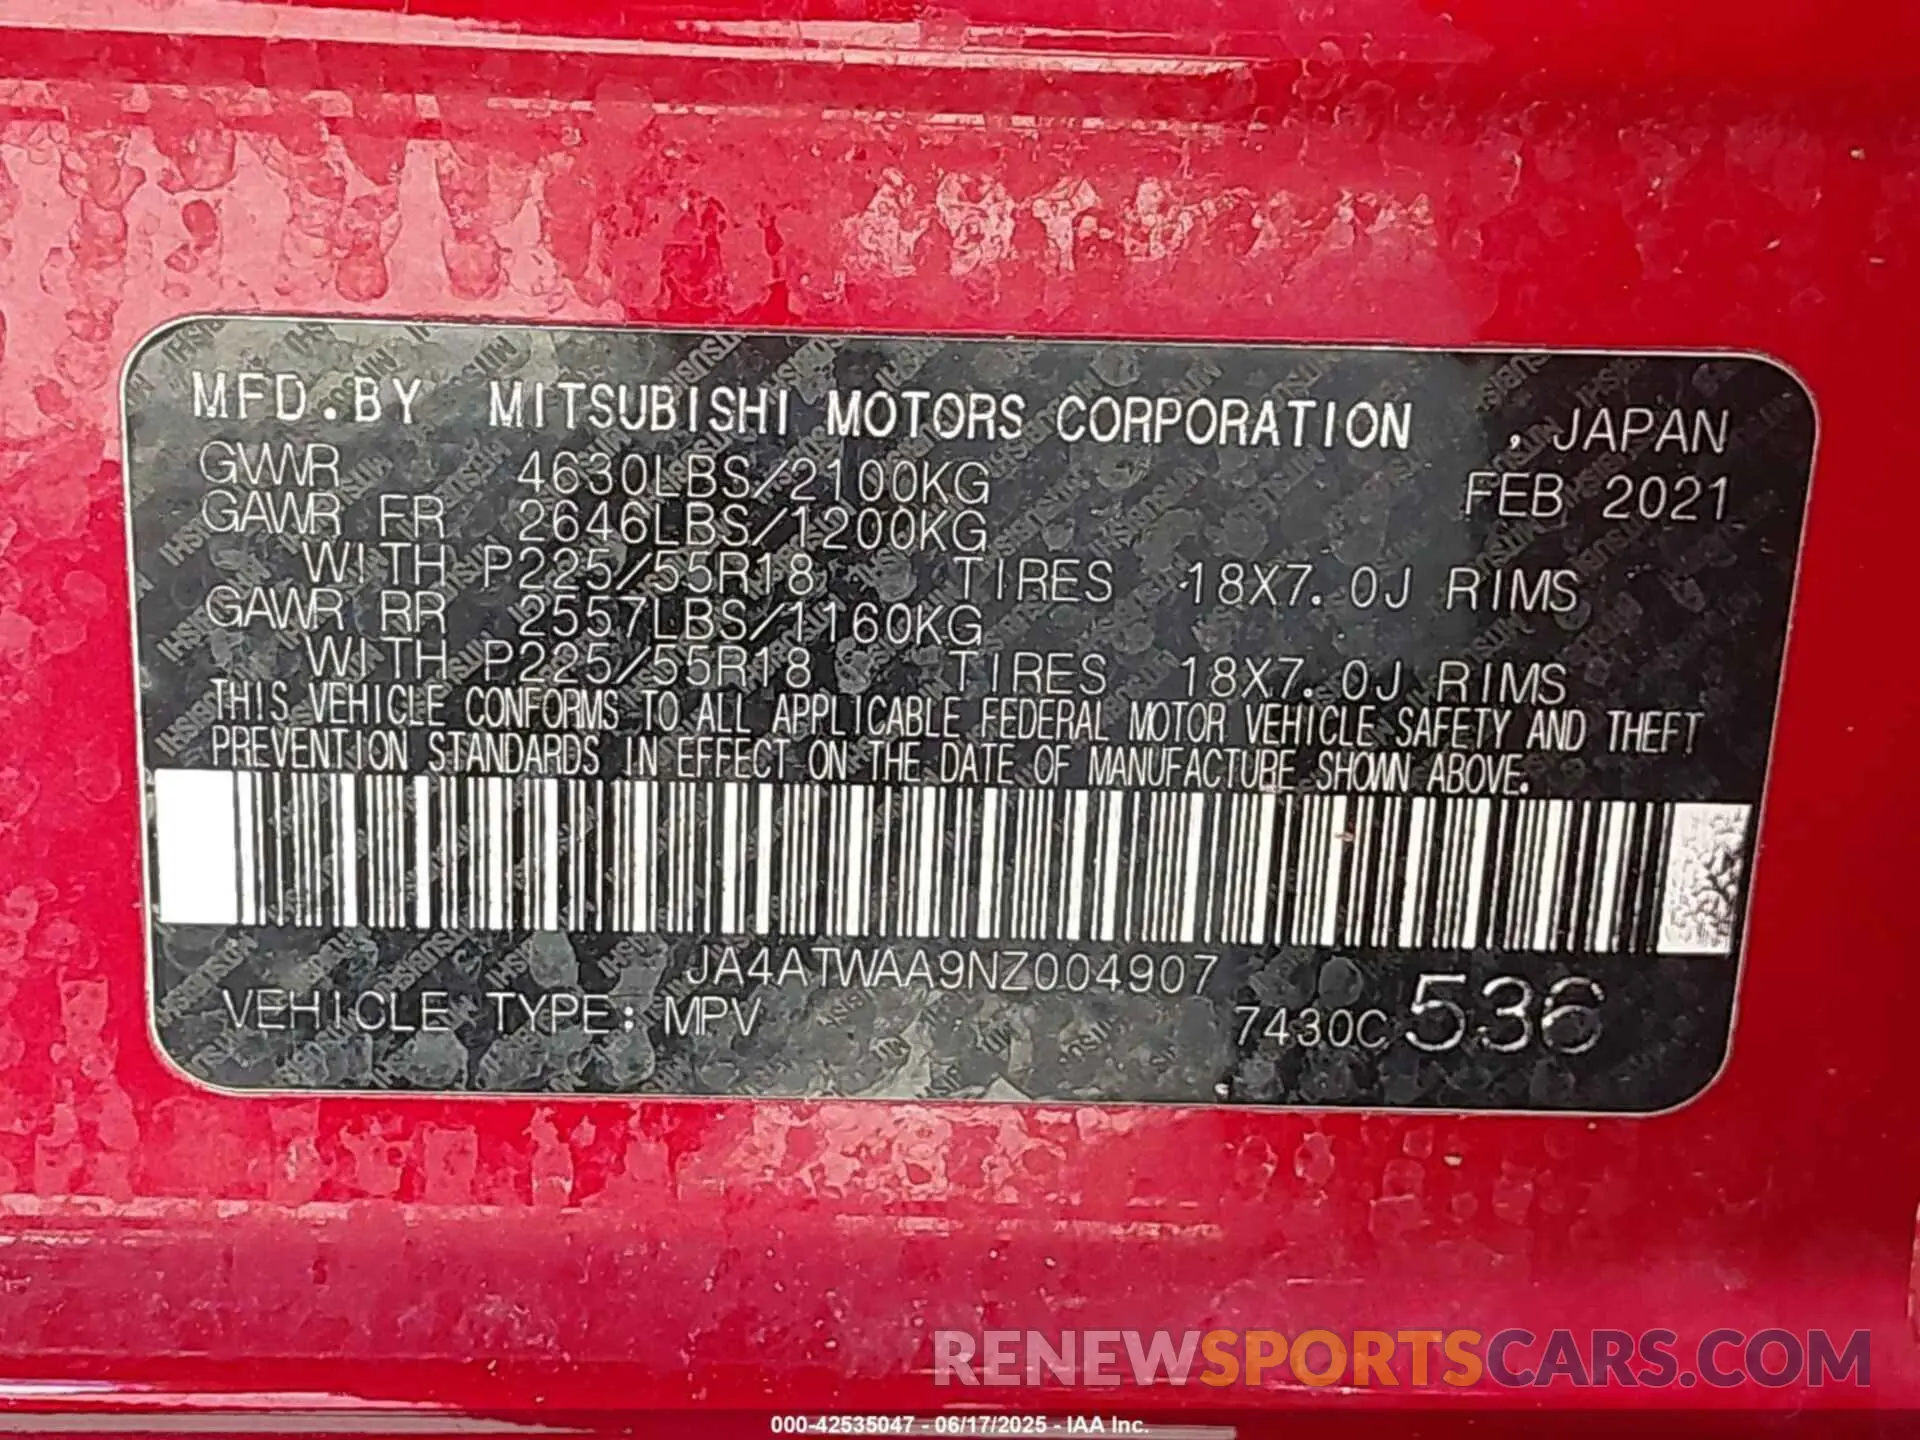 MFD.BY MITSUBISHI MOTORS CORPORATION , JAPAN
GVWR 4630LBS/2100KG FEB 2021
GAWR FR 2646LBS/1200KG
WITH P225/55R18 TIRES 18X7.0J RIMS
GAWR RR 2557LBS/1160KG
WITH P225/55R18 TIRES 18X7.0J RIMS
THIS VEHICLE CONFORMS TO ALL APPLICABLE FEDERAL MOTOR VEHICLE SAFETY AND THEFT
PREVENTION STANDARDS IN EFFECT ON THE DATE OF MANUFACTURE SHOWN ABOVE.
JA4ATWAA9NZ004907
VEHICLE TYPE: MPV 7430C 536
RENEWSPORTSCARS.COM
000-42535047 - 06/17/2025 - IAA Inc.